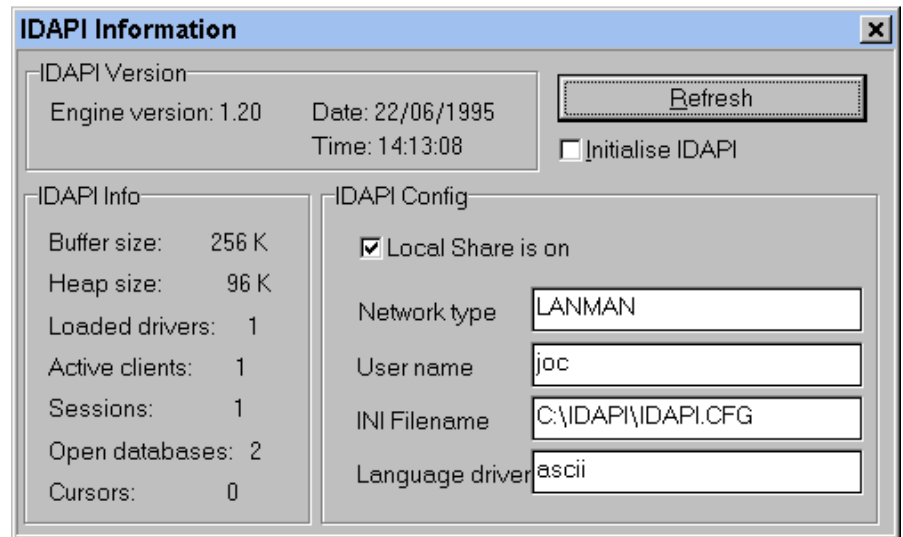 IDAPI Information
IDAPI Version
Engine version: 1.20 Date: 22/06/1995
Time: 14:13:08
Refresh
Initialise IDAPI
IDAPI Info
Buffer size: 256 K
Heap size: 96 K
Loaded drivers: 1
Active clients: 1
Sessions: 1
Open databases: 2
Cursors: 0
IDAPI Config
Local Share is on
Network type LANMAN
User name joc
INI Filename C:\IDAPI\IDAPI.CFG
Language driver ascii